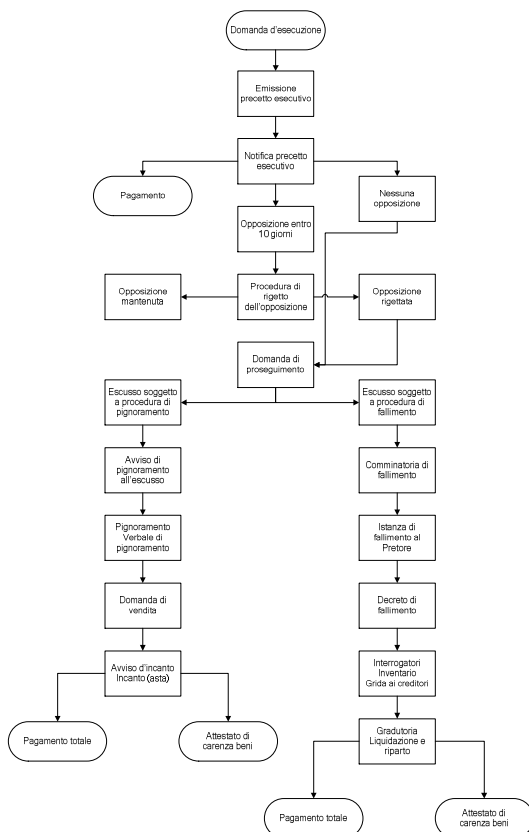 Domanda d'esecuzione
Emissione
precetto esecutivo
Notifica precetto
esecutivo
Pagamento
Nessuna
opposizione
Opposizione entro
10 giorni
Opposizione
mantenuta
Procedura di
rigetto
dell'opposizione
Opposizione
rigettata
Domanda di
proseguimento
Escusso soggetto
a procedura di
pignoramento
Escusso soggetto
a procedura di
fallimento
Avviso di
pignoramento
all'escusso
Comminatoria di
fallimento
Pignoramento
Verbale di
pignoramento
Istanza di
fallimento al
Pretore
Domanda di
vendita
Decreto di
fallimento
Avviso d'incanto
Incanto (asta)
Interrogatori
Inventario
Grida ai creditori
Pagamento totale
Attestato di
carenza beni
Gradutoria
Liquidazione e
riparto
Pagamento totale
Attestato di
carenza beni